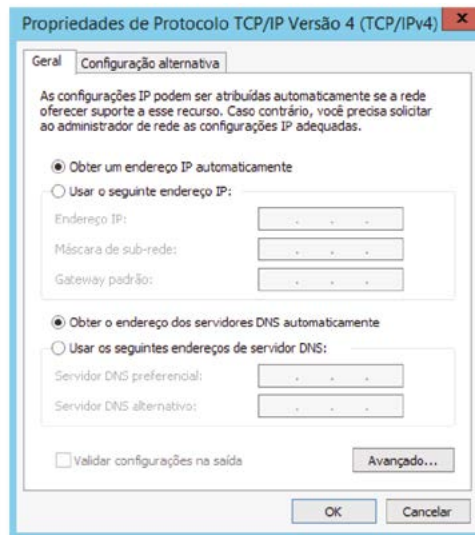 Propriedades de Protocolo TCP/IP Versão 4 (TCP/IPv4)
Geral
Configuração alternativa
As configurações IP podem ser atribuídas automaticamente se a rede
oferecer suporte a esse recurso. Caso contrário, você precisa solicitar
ao administrador de rede as configurações IP adequadas.
Obter um endereço IP automaticamente
Usar o seguinte endereço IP:
Endereço IP:
Máscara de sub-rede:
Gateway padrão:
Obter o endereço dos servidores DNS automaticamente
Usar os seguintes endereços de servidor DNS:
Servidor DNS preferencial:
Servidor DNS alternativo:
Validar configurações na saída
Avançado...
OK
Cancelar